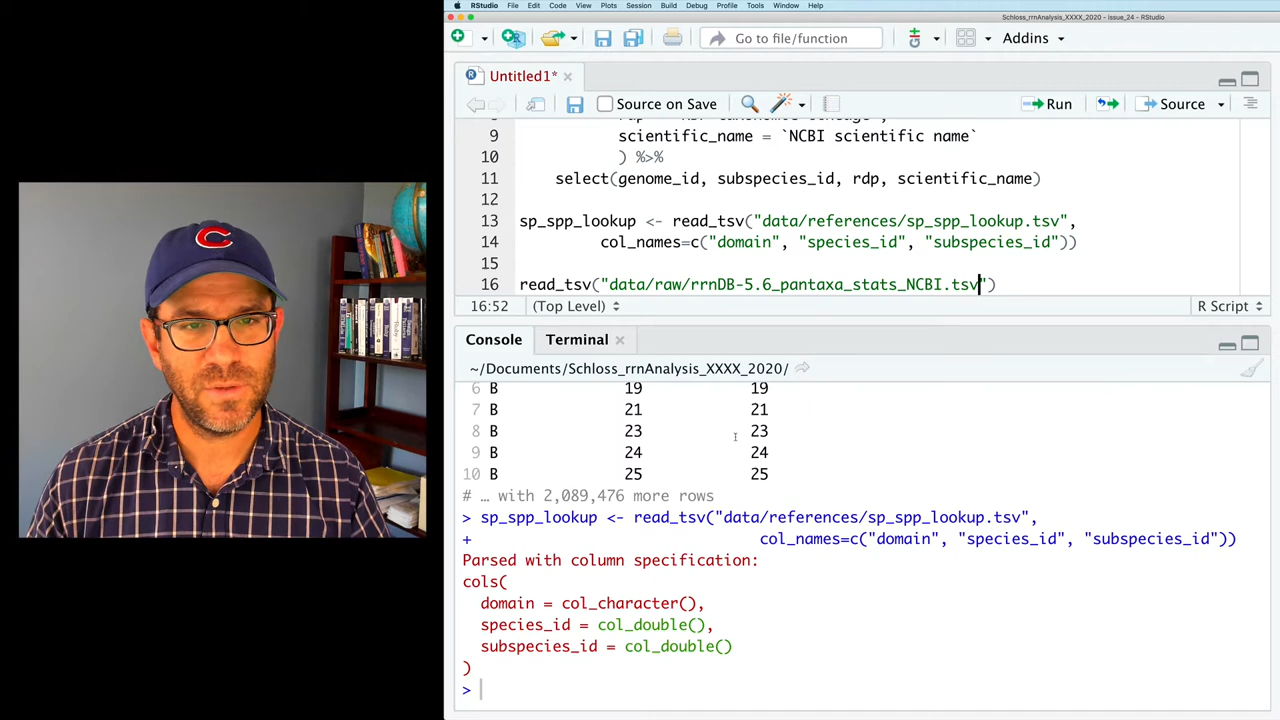 RStudio File Edit Code View Plots Session Build Debug Profile Tools Window Help
Schloss_rrnAnalysis_XXXX_2020 - issue_24 - RStudio
Go to file/function Addins
Untitled1*
Source on Save Run Source
9 scientific_name = `NCBI scientific name`
10 ) %>%
11 select(genome_id, subspecies_id, rdp, scientific_name)
12
13 sp_spp_lookup <- read_tsv("data/references/sp_spp_lookup.tsv",
14 col_names=c("domain", "species_id", "subspecies_id"))
15
16 read_tsv("data/raw/rrnDB-5.6_pantaxa_stats_NCBI.tsv")
16:52 (Top Level) R Script
Console Terminal
~/Documents/Schloss_rrnAnalysis_XXXX_2020/
6 B 19 19
7 B 21 21
8 B 23 23
9 B 24 24
10 B 25 25
# … with 2,089,476 more rows
> sp_spp_lookup <- read_tsv("data/references/sp_spp_lookup.tsv",
+ col_names=c("domain", "species_id", "subspecies_id"))
Parsed with column specification:
cols(
domain = col_character(),
species_id = col_double(),
subspecies_id = col_double()
)
>